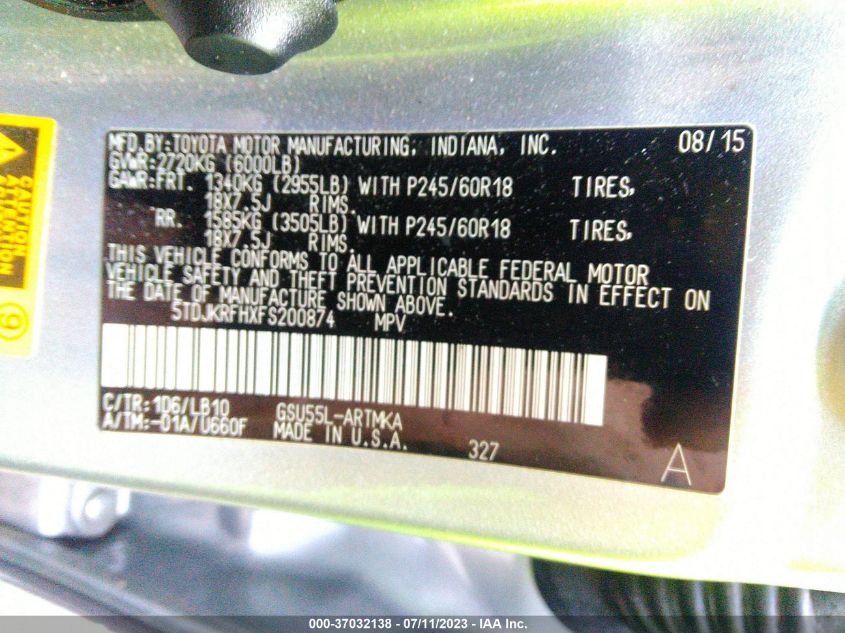 MFD.BY:TOYOTA MOTOR MANUFACTURING, INDIANA, INC. 08/15
GVWR:2720KG (6000LB)
GAWR:FRT. 1340KG (2955LB) WITH P245/60R18 TIRES,
18X7.5J RIMS.
RR. 1585KG (3505LB) WITH P245/60R18 TIRES,
18X7.5J RIMS.
THIS VEHICLE CONFORMS TO ALL APPLICABLE FEDERAL MOTOR
VEHICLE SAFETY AND THEFT PREVENTION STANDARDS IN EFFECT ON
THE DATE OF MANUFACTURE SHOWN ABOVE.
5TDJKRFHXFS200874 MPV
C/TR:1D6/LB10 GSU55L-ARTMKA
A/TM:-01A/U660F MADE IN U.S.A.
327
A
CAUTION
ATTENTION
9
000-37032138 - 07/11/2023 - IAA Inc.